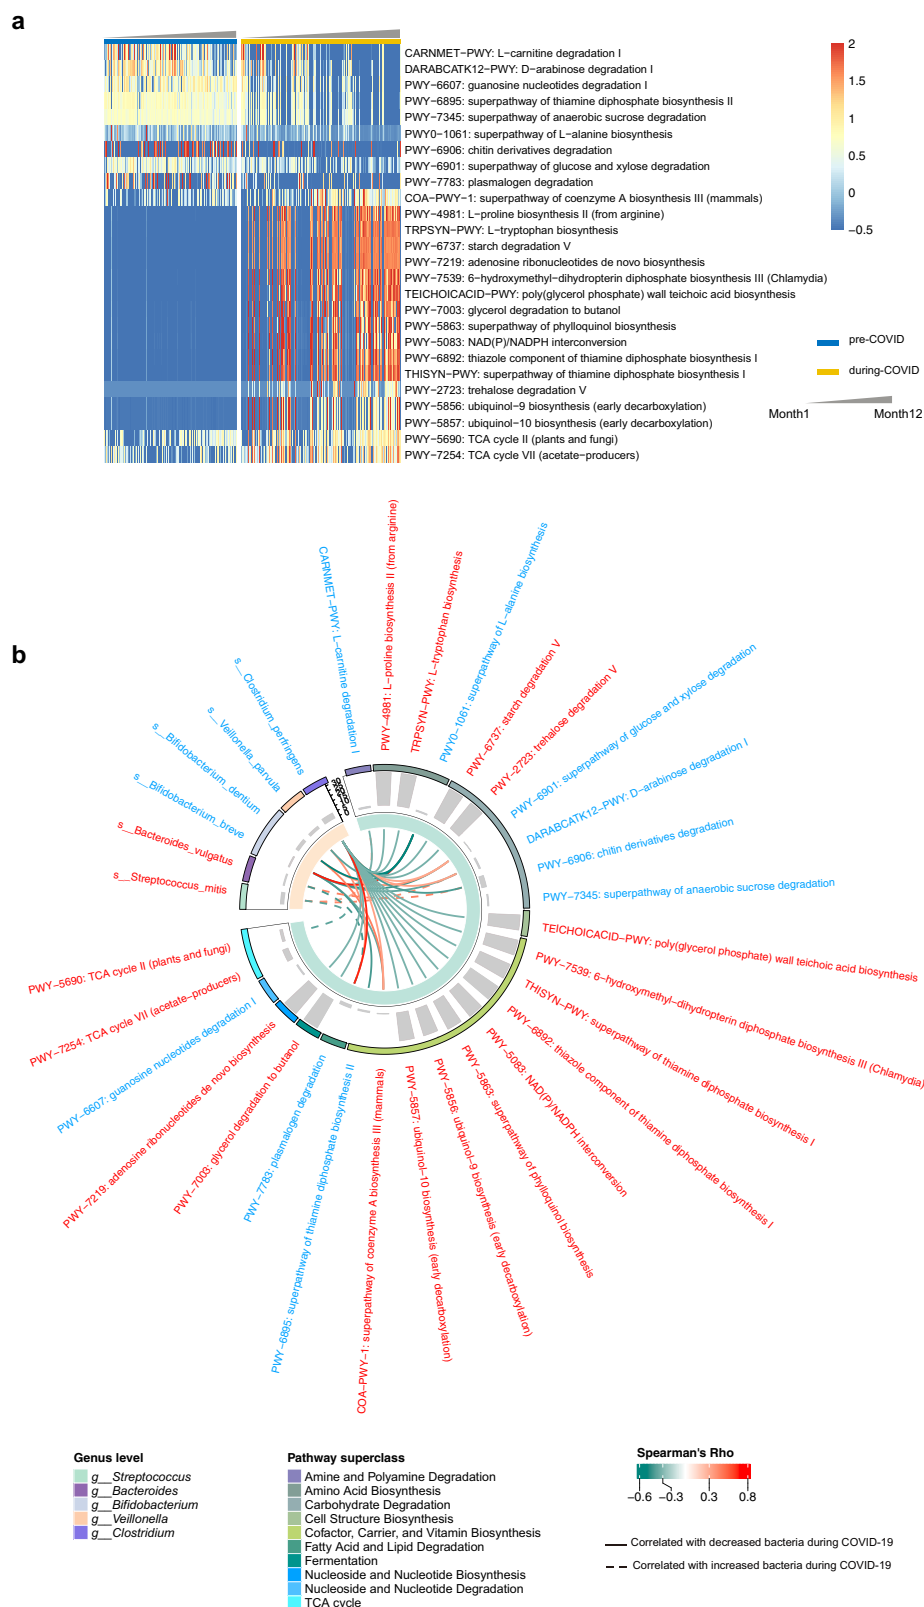 a
CARNMET−PWY: L−carnitine degradation I
DARABCATK12−PWY: D−arabinose degradation I
PWY−6607: guanosine nucleotides degradation I
PWY−6895: superpathway of thiamine diphosphate biosynthesis II
PWY−7345: superpathway of anaerobic sucrose degradation
PWY0−1061: superpathway of L−alanine biosynthesis
PWY−6906: chitin derivatives degradation
PWY−6901: superpathway of glucose and xylose degradation
PWY−7783: plasmalogen degradation
COA−PWY−1: superpathway of coenzyme A biosynthesis III (mammals)
PWY−4981: L−proline biosynthesis II (from arginine)
TRPSYN−PWY: L−tryptophan biosynthesis
PWY−6737: starch degradation V
PWY−7219: adenosine ribonucleotides de novo biosynthesis
PWY−7539: 6−hydroxymethyl−dihydropterin diphosphate biosynthesis III (Chlamydia)
TEICHOICACID−PWY: poly(glycerol phosphate) wall teichoic acid biosynthesis
PWY−7003: glycerol degradation to butanol
PWY−5863: superpathway of phylloquinol biosynthesis
PWY−5083: NAD(P)/NADPH interconversion
PWY−6892: thiazole component of thiamine diphosphate biosynthesis I
THISYN−PWY: superpathway of thiamine diphosphate biosynthesis I
PWY−2723: trehalose degradation V
PWY−5856: ubiquinol−9 biosynthesis (early decarboxylation)
PWY−5857: ubiquinol−10 biosynthesis (early decarboxylation)
PWY−5690: TCA cycle II (plants and fungi)
PWY−7254: TCA cycle VII (acetate−producers)
2
1.5
1
0.5
0
−0.5
pre−COVID
during−COVID
Month1
Month12
b
s__Streptococcus_mitis
s__Bacteroides_vulgatus
s__Bifidobacterium_breve
s__Bifidobacterium_dentium
s__Veillonella_parvula
s__Clostridium_perfringens
CARNMET−PWY: L−carnitine degradation I
PWY−4981: L−proline biosynthesis II (from arginine)
TRPSYN−PWY: L−tryptophan biosynthesis
PWY0−1061: superpathway of L−alanine biosynthesis
PWY−6737: starch degradation V
PWY−2723: trehalose degradation V
PWY−6901: superpathway of glucose and xylose degradation
DARABCATK12−PWY: D−arabinose degradation I
PWY−6906: chitin derivatives degradation
PWY−7345: superpathway of anaerobic sucrose degradation
TEICHOICACID−PWY: poly(glycerol phosphate) wall teichoic acid biosynthesis
PWY−7539: 6−hydroxymethyl−dihydropterin diphosphate biosynthesis III (Chlamydia)
THISYN−PWY: superpathway of thiamine diphosphate biosynthesis I
PWY−6892: thiazole component of thiamine diphosphate biosynthesis I
PWY−5083: NAD(P)/NADPH interconversion
PWY−5863: superpathway of phylloquinol biosynthesis
PWY−5856: ubiquinol−9 biosynthesis (early decarboxylation)
PWY−5857: ubiquinol−10 biosynthesis (early decarboxylation)
COA−PWY−1: superpathway of coenzyme A biosynthesis III (mammals)
PWY−6895: superpathway of thiamine diphosphate biosynthesis II
PWY−7783: plasmalogen degradation
PWY−7003: glycerol degradation to butanol
PWY−7219: adenosine ribonucleotides de novo biosynthesis
PWY−6607: guanosine nucleotides degradation I
PWY−7254: TCA cycle VII (acetate−producers)
PWY−5690: TCA cycle II (plants and fungi)
Genus level
g__Streptococcus
g__Bacteroides
g__Bifidobacterium
g__Veillonella
g__Clostridium
Pathway superclass
Amine and Polyamine Degradation
Amino Acid Biosynthesis
Carbohydrate Degradation
Cell Structure Biosynthesis
Cofactor, Carrier, and Vitamin Biosynthesis
Fatty Acid and Lipid Degradation
Fermentation
Nucleoside and Nucleotide Biosynthesis
Nucleoside and Nucleotide Degradation
TCA cycle
Spearman's Rho
−0.6 −0.3 0.3 0.8
Correlated with decreased bacteria during COVID-19
Correlated with increased bacteria during COVID-19